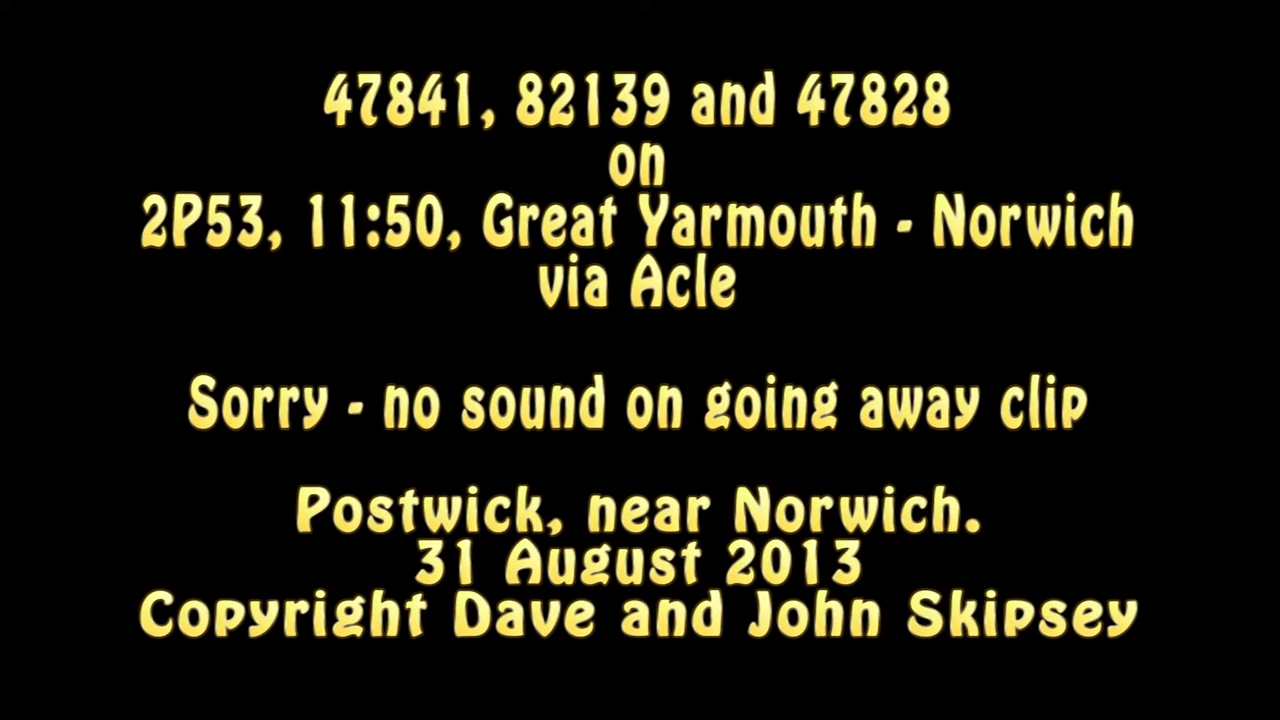 47841, 82139 and 47828
on
2P53, 11:50, Great Yarmouth - Norwich
via Acle
Sorry - no sound on going away clip
Postwick, near Norwich.
31 August 2013
Copyright Dave and John Skipsey